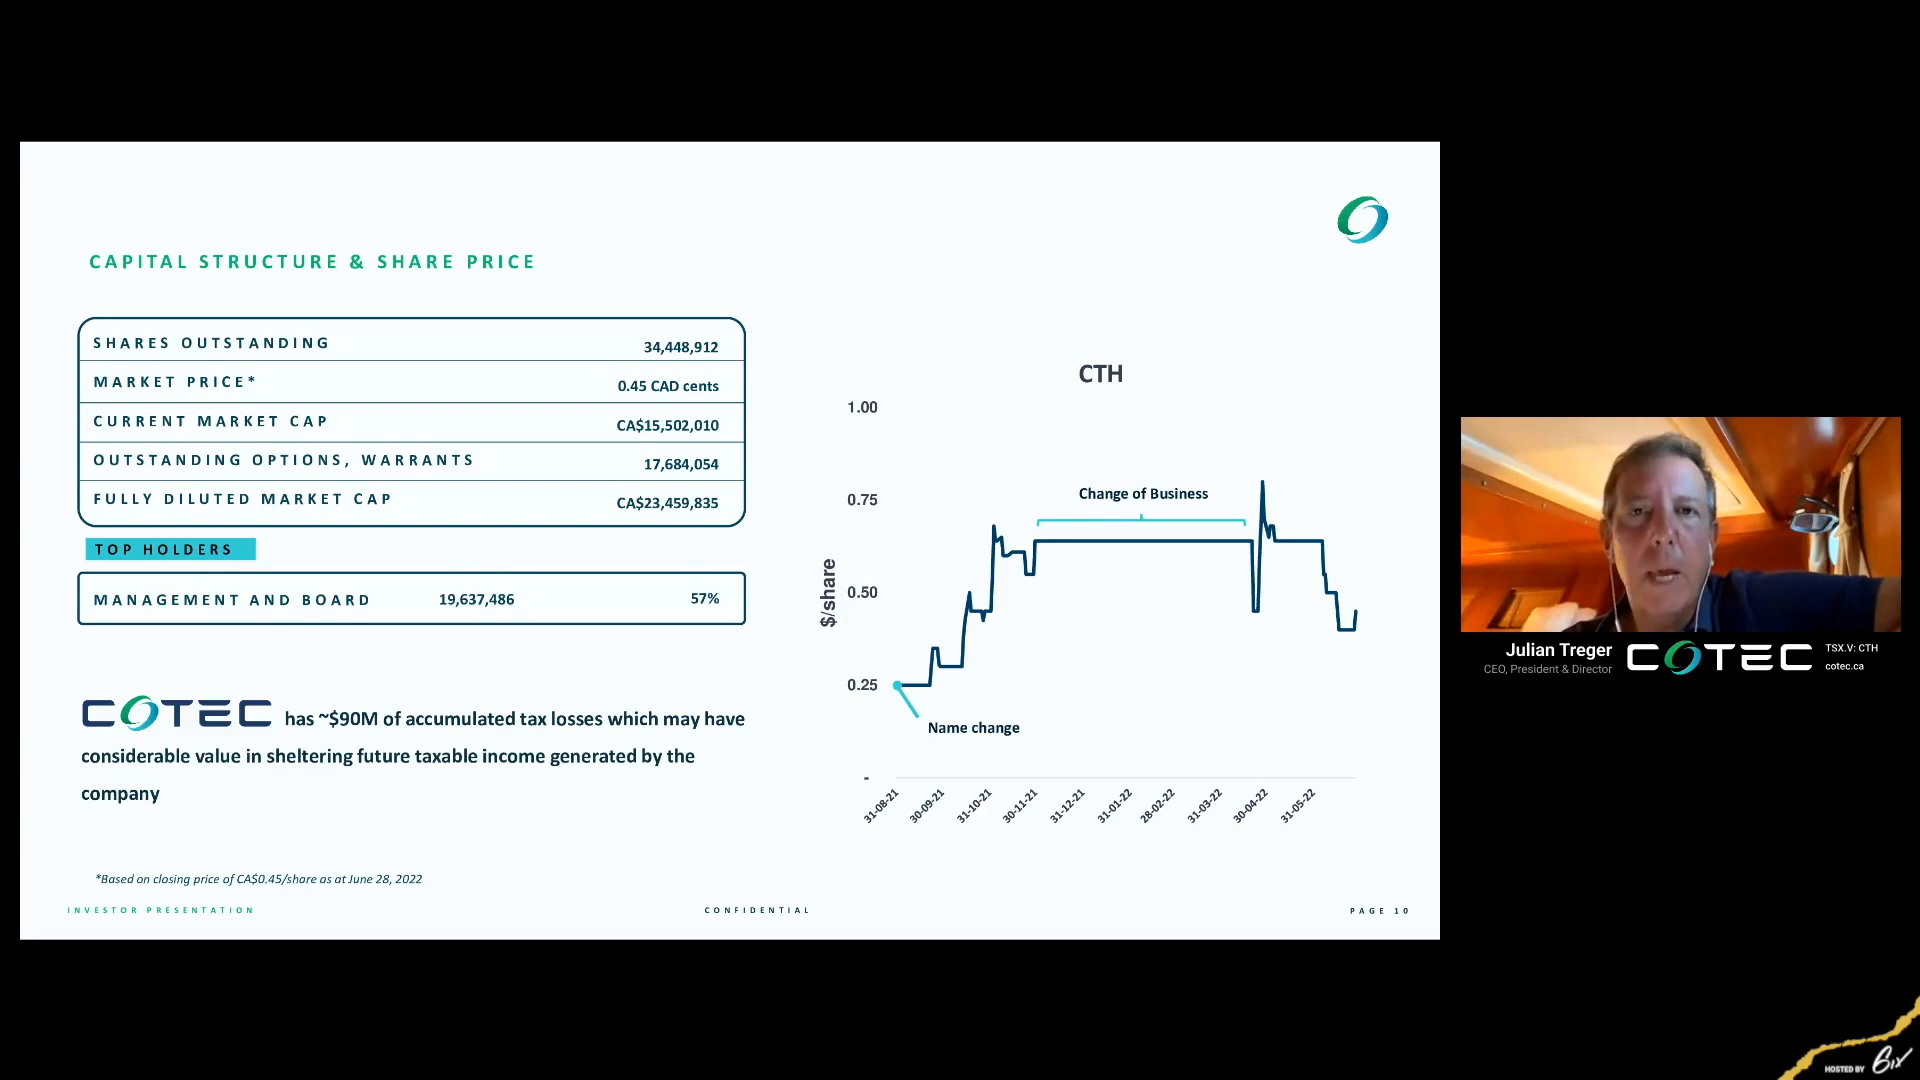 CAPITAL STRUCTURE & SHARE PRICE
SHARES OUTSTANDING 34,448,912
MARKET PRICE* 0.45 CAD cents
CURRENT MARKET CAP CA$15,502,010
OUTSTANDING OPTIONS, WARRANTS 17,684,054
FULLY DILUTED MARKET CAP CA$23,459,835
TOP HOLDERS
MANAGEMENT AND BOARD 19,637,486 57%
COTEC has ~$90M of accumulated tax losses which may have
considerable value in sheltering future taxable income generated by the
company
*Based on closing price of CA$0.45/share as at June 28, 2022
INVESTOR PRESENTATION
CONFIDENTIAL
PAGE 10
CTH
$/share
1.00
0.75
0.50
0.25
-
Change of Business
Name change
31-08-21
30-09-21
31-10-21
30-11-21
31-12-21
31-01-22
28-02-22
31-03-22
30-04-22
31-05-22
Julian Treger
CEO, President & Director
COTEC
TSX.V: CTH
cotec.ca
HOSTED BY 6ix